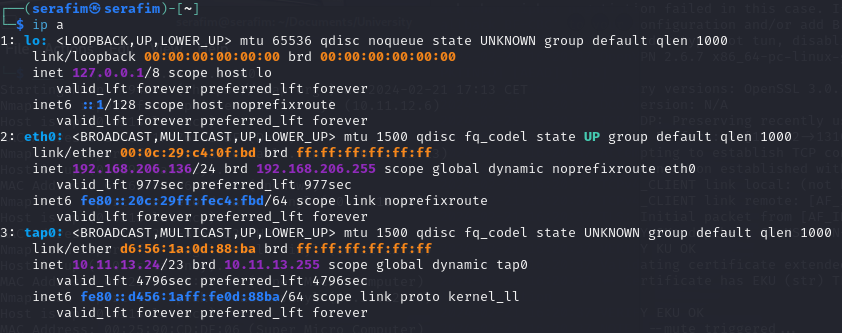 ┌──(serafim㉿serafim)-[~]
└─$ ip a
1: lo: <LOOPBACK,UP,LOWER_UP> mtu 65536 qdisc noqueue state UNKNOWN group default qlen 1000
link/loopback 00:00:00:00:00:00 brd 00:00:00:00:00:00
inet 127.0.0.1/8 scope host lo
valid_lft forever preferred_lft forever
inet6 ::1/128 scope host noprefixroute
valid_lft forever preferred_lft forever
2: eth0: <BROADCAST,MULTICAST,UP,LOWER_UP> mtu 1500 qdisc fq_codel state UP group default qlen 1000
link/ether 00:0c:29:c4:0f:bd brd ff:ff:ff:ff:ff:ff
inet 192.168.206.136/24 brd 192.168.206.255 scope global dynamic noprefixroute eth0
valid_lft 977sec preferred_lft 977sec
inet6 fe80::20c:29ff:fec4:fbd/64 scope link noprefixroute
valid_lft forever preferred_lft forever
3: tap0: <BROADCAST,MULTICAST,UP,LOWER_UP> mtu 1500 qdisc fq_codel state UNKNOWN group default qlen 1000
link/ether d6:56:1a:0d:88:ba brd ff:ff:ff:ff:ff:ff
inet 10.11.13.24/23 brd 10.11.13.255 scope global dynamic tap0
valid_lft 4796sec preferred_lft 4796sec
inet6 fe80::d456:1aff:fe0d:88ba/64 scope link proto kernel_ll
valid_lft forever preferred_lft forever